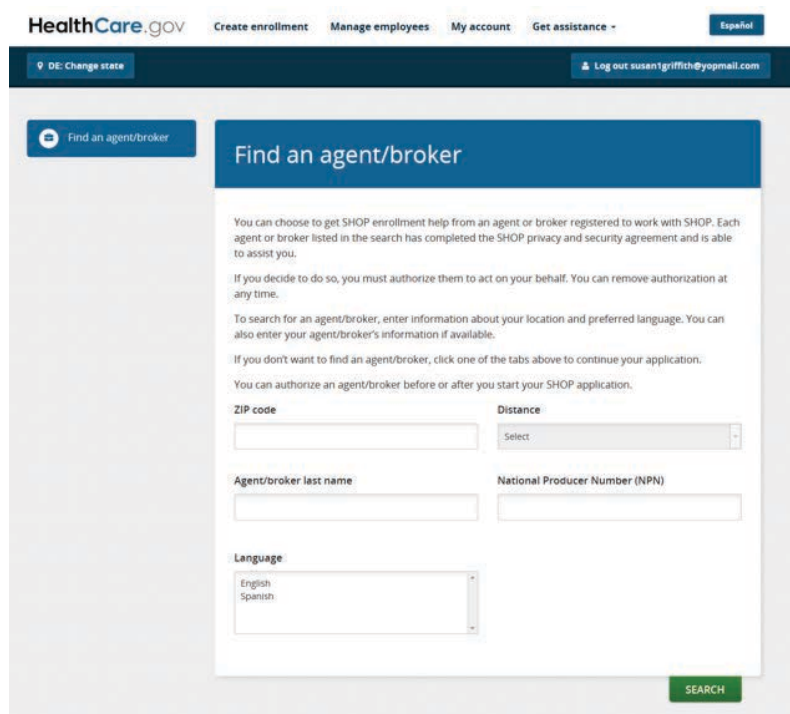 HealthCare.gov
Create enrollment Manage employees My account Get assistance Español
DE: Change state
Log out susan1griffith@yopmail.com
Find an agent/broker
Find an agent/broker
You can choose to get SHOP enrollment help from an agent or broker registered to work with SHOP. Each
agent or broker listed in the search has completed the SHOP privacy and security agreement and is able
to assist you.
If you decide to do so, you must authorize them to act on your behalf. You can remove authorization at
any time.
To search for an agent/broker, enter information about your location and preferred language. You can
also enter your agent/broker's information if available.
If you don't want to find an agent/broker, click one of the tabs above to continue your application.
You can authorize an agent/broker before or after you start your SHOP application.
ZIP code Distance
Select
Agent/broker last name National Producer Number (NPN)
Language
English
Spanish
SEARCH